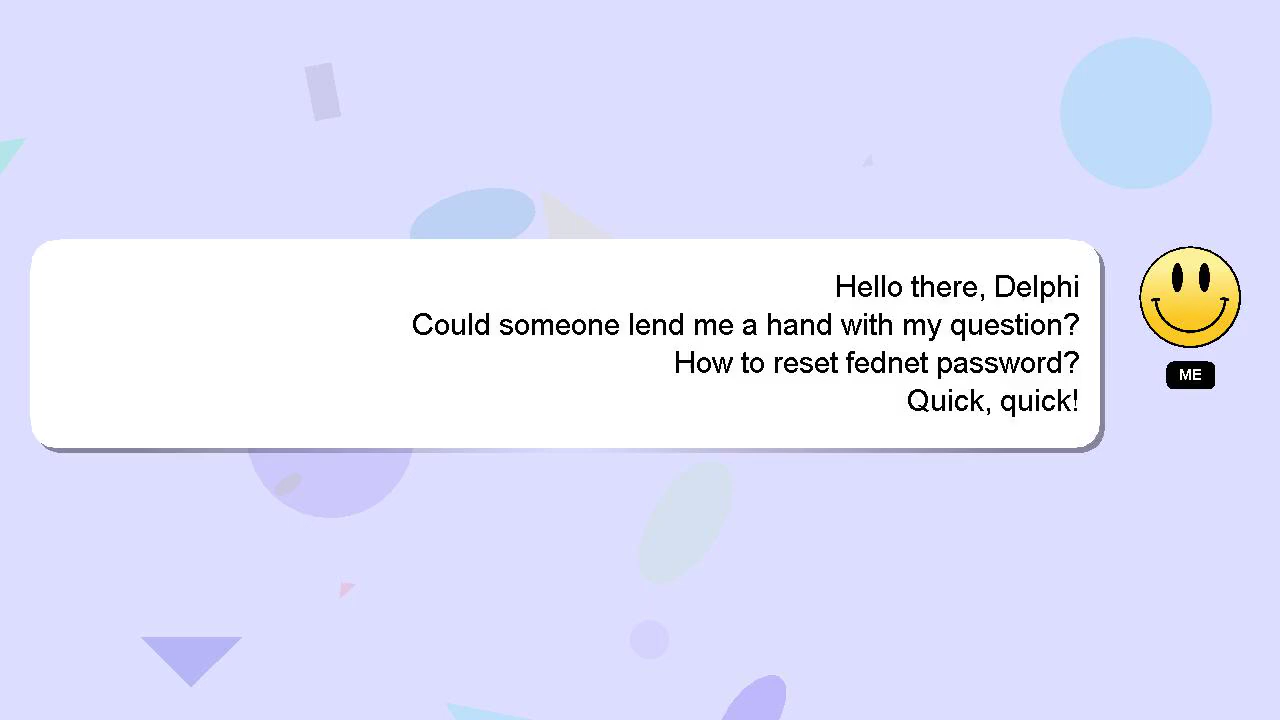 Hello there, Delphi
Could someone lend me a hand with my question?
How to reset fednet password?
Quick, quick!
ME